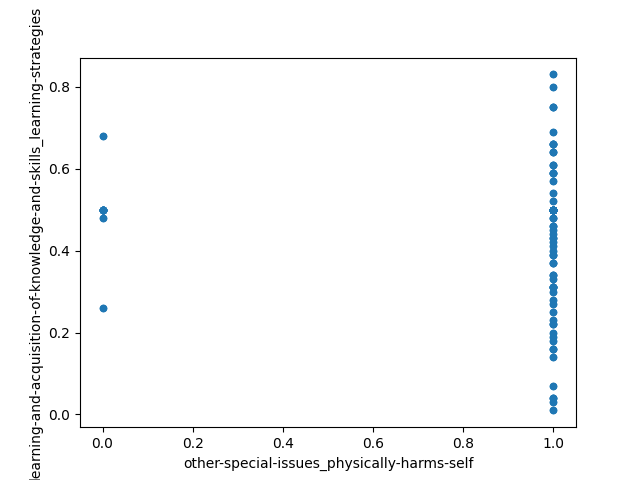 learning-and-acquisition-of-knowledge-and-skills_learning-strategies
0.8
0.6
0.4
0.2
0.0
0.0 0.2 0.4 0.6 0.8 1.0
other-special-issues_physically-harms-self